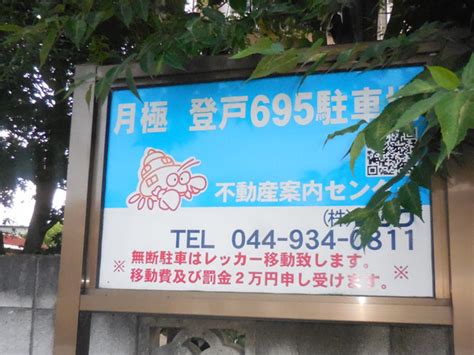 月極 登戸695駐車場
不動産案内センター
(株)
TEL 044-934-0811
無断駐車はレッカー移動致します。
※ 移動費及び罰金2万円申し受けます。 ※